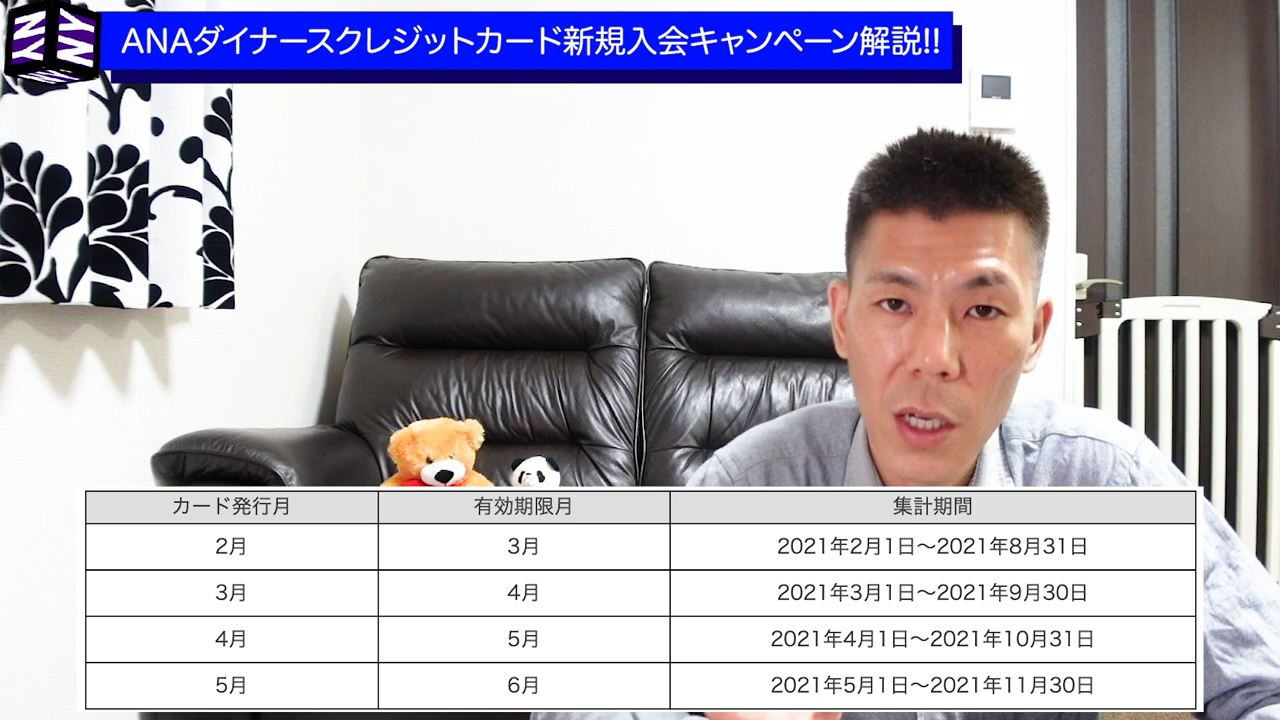 NY
YN
NY
ANAダイナースクレジットカード新規入会キャンペーン解説!!
カード発行月 有効期限月 集計期間
2月 3月 2021年2月1日〜2021年8月31日
3月 4月 2021年3月1日〜2021年9月30日
4月 5月 2021年4月1日〜2021年10月31日
5月 6月 2021年5月1日〜2021年11月30日